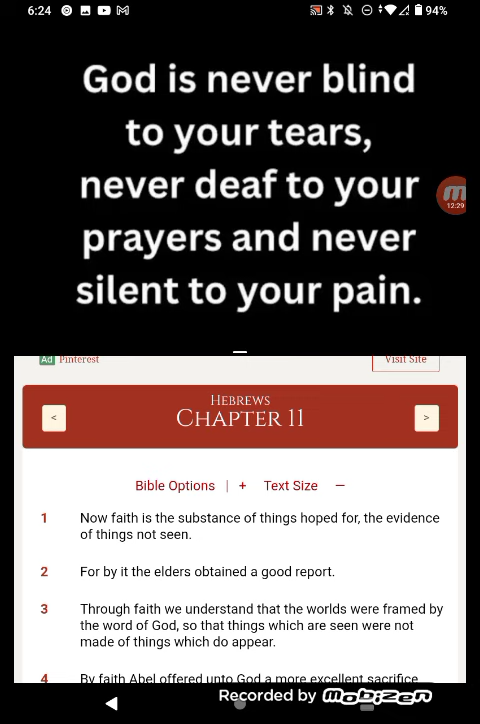 6:24
94%
God is never blind
to your tears,
never deaf to your
prayers and never
silent to your pain.
12:29
Ad Pinterest
Visit Site
HEBREWS
< CHAPTER 11 >
Bible Options | + Text Size −
1 Now faith is the substance of things hoped for, the evidence
of things not seen.
2 For by it the elders obtained a good report.
3 Through faith we understand that the worlds were framed by
the word of God, so that things which are seen were not
made of things which do appear.
4 By faith Abel offered unto God a more excellent sacrifice
Recorded by mobizen